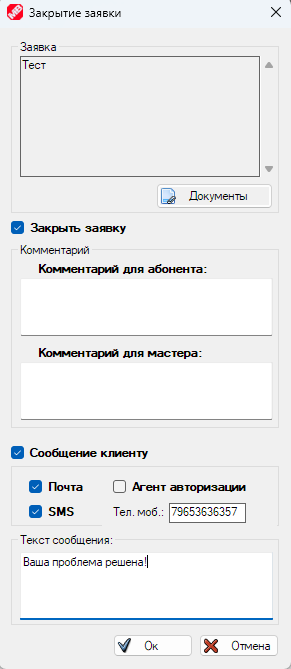 Закрытие заявки
Заявка
Тест
Документы
Закрыть заявку
Комментарий
Комментарий для абонента:
Комментарий для мастера:
Сообщение клиенту
Почта
Агент авторизации
SMS
Тел. моб.: 79653636357
Текст сообщения:
Ваша проблема решена!
Ок
Отмена